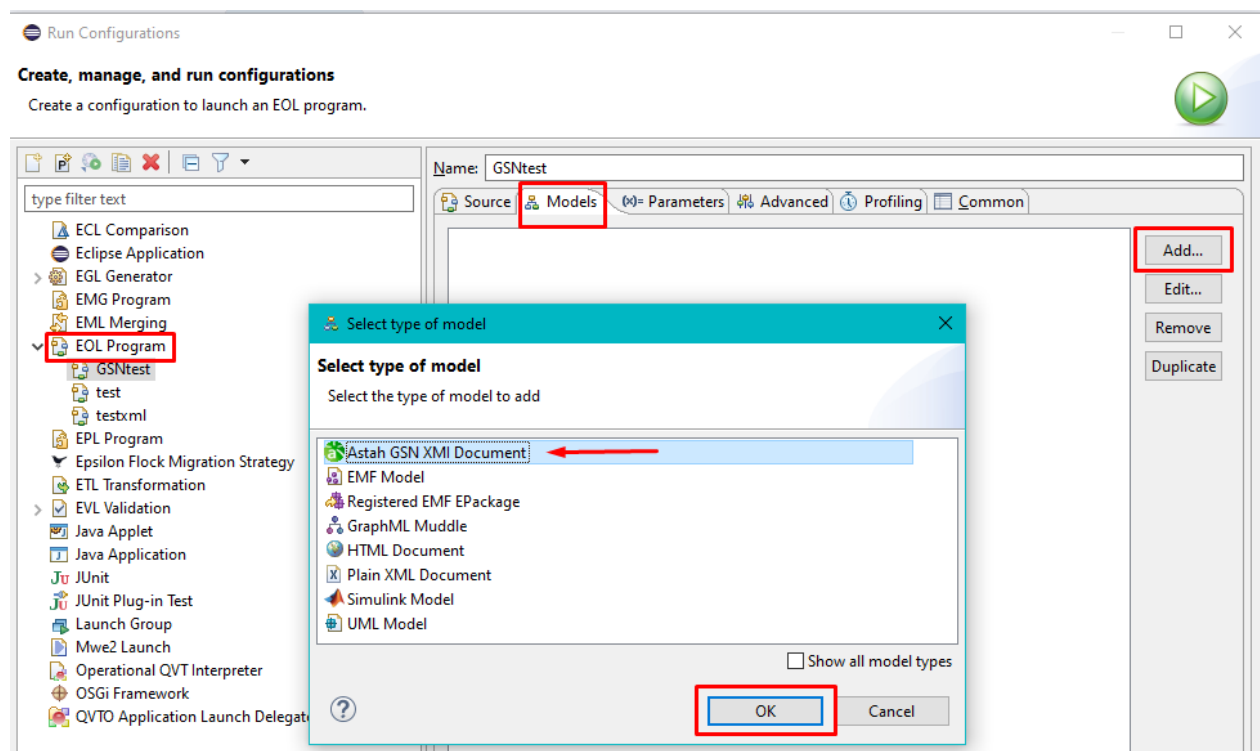 Run Configurations
Create, manage, and run configurations
Create a configuration to launch an EOL program.
type filter text
ECL Comparison
Eclipse Application
EGL Generator
EMG Program
EML Merging
EOL Program
GSNtest
test
testxml
EPL Program
Epsilon Flock Migration Strategy
ETL Transformation
EVL Validation
Java Applet
Java Application
JUnit
JUnit Plug-in Test
Launch Group
Mwe2 Launch
Operational QVT Interpreter
OSGi Framework
QVTO Application Launch Delegat
Name: GSNtest
Source Models (x)= Parameters Advanced Profiling Common
Add...
Edit...
Remove
Duplicate
Select type of model
Select type of model
Select the type of model to add
Astah GSN XMI Document
EMF Model
Registered EMF EPackage
GraphML Muddle
HTML Document
Plain XML Document
Simulink Model
UML Model
Show all model types
OK Cancel